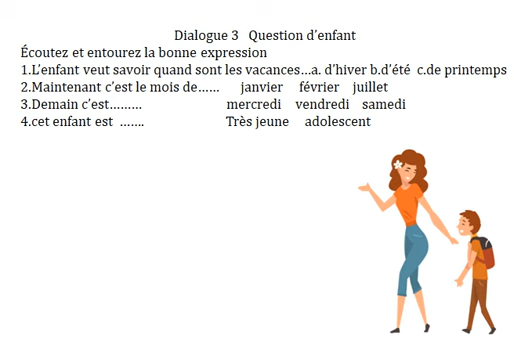 Dialogue 3 Question d'enfant
Écoutez et entourez la bonne expression
1.L'enfant veut savoir quand sont les vacances...a. d'hiver b.d'été c.de printemps
2.Maintenant c'est le mois de...... janvier février juillet
3.Demain c'est......... mercredi vendredi samedi
4.cet enfant est ....... Très jeune adolescent